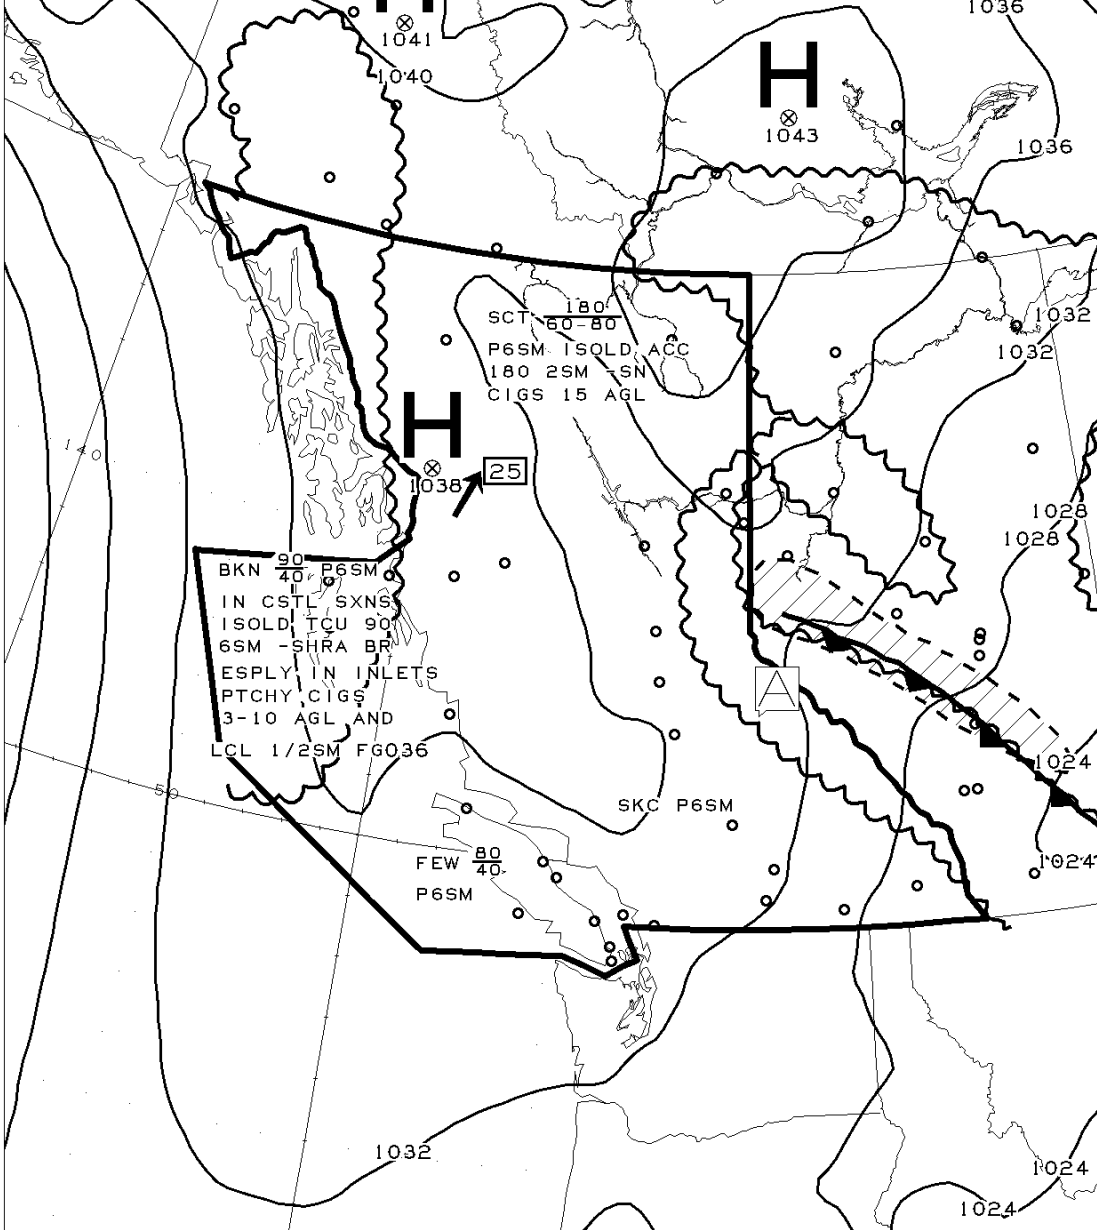 H
1041
1040
1036
H
1043
1036
1032
1032
SCT 180
60-80
P6SM ISOLD ACC
180 2SM -SN
CIGS 15 AGL
H
1038
25
140
1028
1028
BKN 90
40 P6SM
IN CSTL SXNS
ISOLD TCU 90
6SM -SHRA BR
ESPLY IN INLETS
PTCHY CIGS
3-10 AGL AND
LCL 1/2SM FG036
A
1024
50
SKC P6SM
FEW 80
40
P6SM
1024
1032
1024
1024